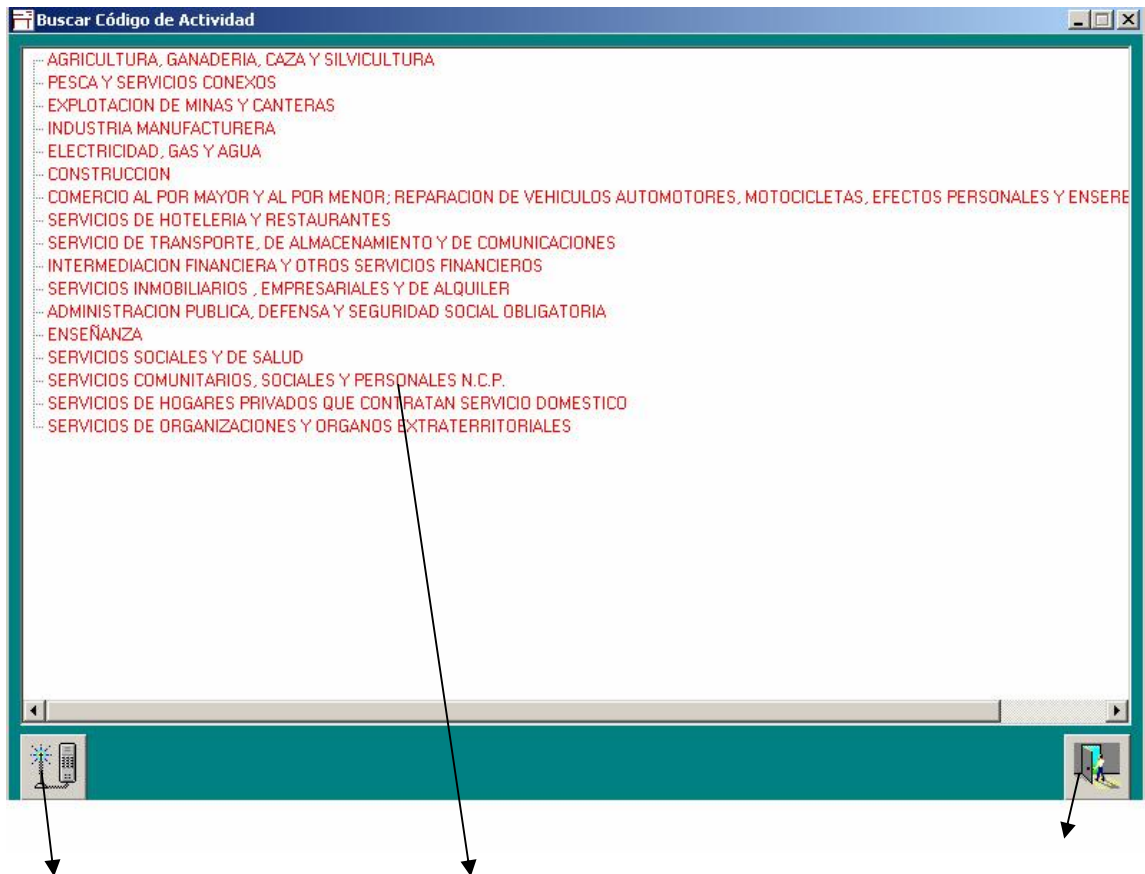 Buscar Código de Actividad
AGRICULTURA, GANADERIA, CAZA Y SILVICULTURA
PESCA Y SERVICIOS CONEXOS
EXPLOTACION DE MINAS Y CANTERAS
INDUSTRIA MANUFACTURERA
ELECTRICIDAD, GAS Y AGUA
CONSTRUCCION
COMERCIO AL POR MAYOR Y AL POR MENOR; REPARACION DE VEHICULOS AUTOMOTORES, MOTOCICLETAS, EFECTOS PERSONALES Y ENSERE
SERVICIOS DE HOTELERIA Y RESTAURANTES
SERVICIO DE TRANSPORTE, DE ALMACENAMIENTO Y DE COMUNICACIONES
INTERMEDIACION FINANCIERA Y OTROS SERVICIOS FINANCIEROS
SERVICIOS INMOBILIARIOS , EMPRESARIALES Y DE ALQUILER
ADMINISTRACION PUBLICA, DEFENSA Y SEGURIDAD SOCIAL OBLIGATORIA
ENSEÑANZA
SERVICIOS SOCIALES Y DE SALUD
SERVICIOS COMUNITARIOS, SOCIALES Y PERSONALES N.C.P.
SERVICIOS DE HOGARES PRIVADOS QUE CONTRATAN SERVICIO DOMESTICO
SERVICIOS DE ORGANIZACIONES Y ORGANOS EXTRATERRITORIALES